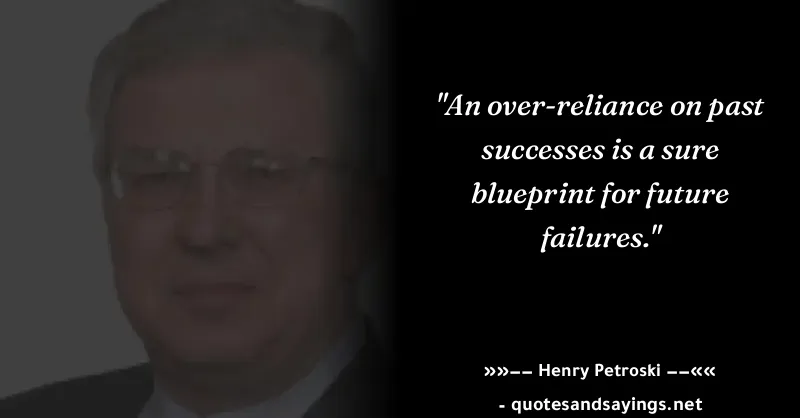 "An over-reliance on past
successes is a sure
blueprint for future
failures."
»»−− Henry Petroski −−««
- quotesandsayings.net